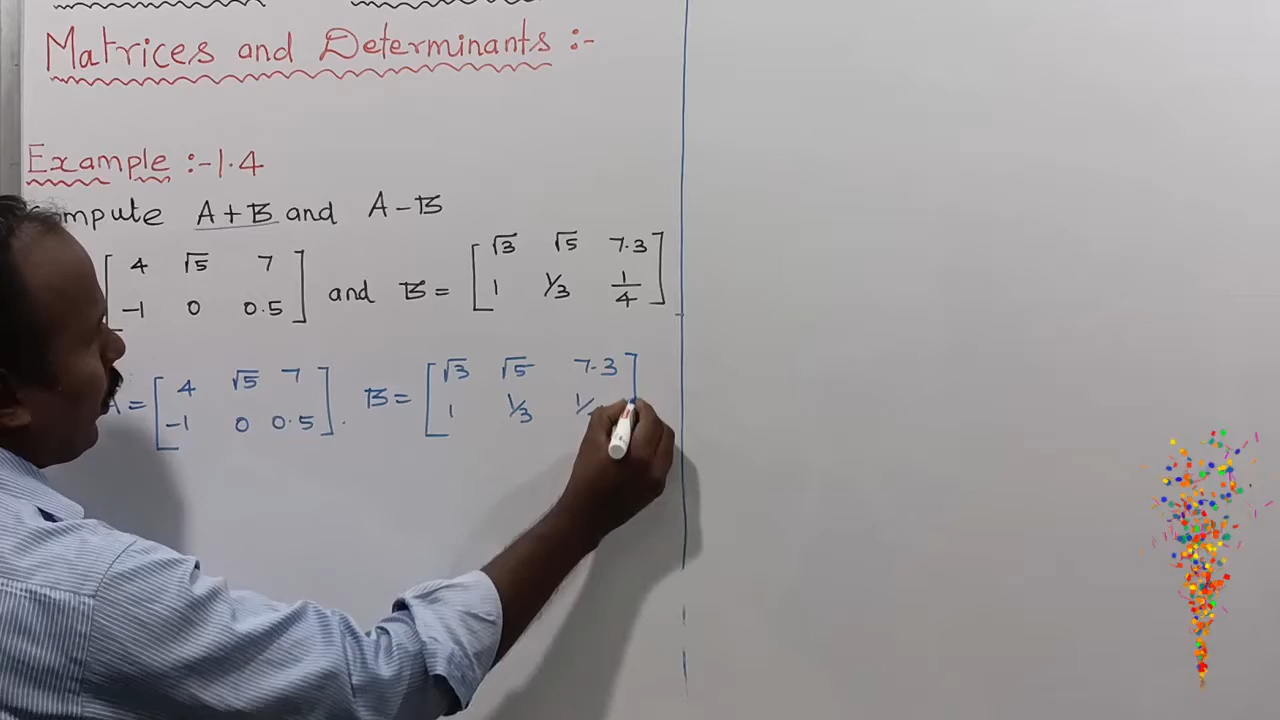 Matrices and Determinants :-
Example :- 1.4
ompute A+B and A-B
[4 √5 7
-1 0 0.5] and B = [√3 √5 7.3
1 1/3 1/4]
A = [4 √5 7
-1 0 0.5]. B = [√3 √5 7.3
1 1/3